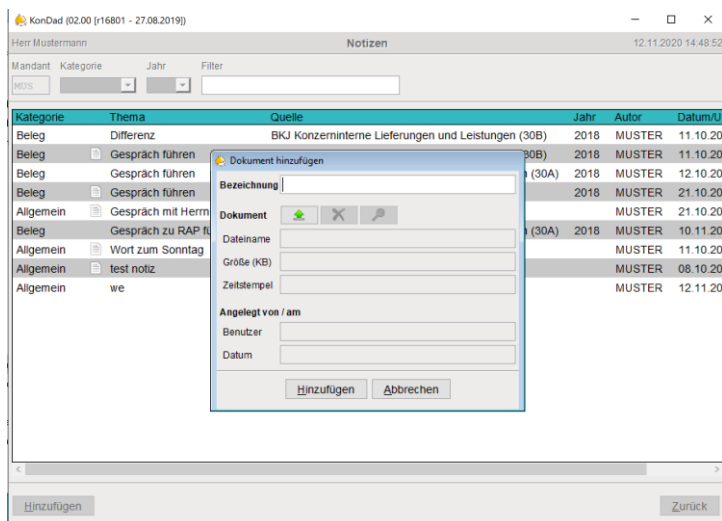 KonDad (02.00 [r16801 - 27.08.2019])
Herr Mustermann Notizen 12.11.2020 14:48:52
Mandant Kategorie Jahr Filter
MUS
Kategorie Thema Quelle Jahr Autor Datum/U
Beleg Differenz BKJ Konzerninterne Lieferungen und Leistungen (30B) 2018 MUSTER 11.10.20
Beleg Gespräch führen 30B) 2018 MUSTER 11.10.20
Beleg Gespräch führen (30A) 2018 MUSTER 12.10.20
Beleg Gespräch führen 2018 MUSTER 21.10.20
Allgemein Gespräch mit Herrn MUSTER 21.10.20
Beleg Gespräch zu RAP fü (30A) 2018 MUSTER 10.11.20
Allgemein Wort zum Sonntag MUSTER 11.10.20
Allgemein test notiz MUSTER 08.10.20
Allgemein we MUSTER 12.11.20
Dokument hinzufügen
Bezeichnung
Dokument
Dateiname
Größe (KB)
Zeitstempel
Angelegt von / am
Benutzer
Datum
Hinzufügen Abbrechen
Hinzufügen Zurück